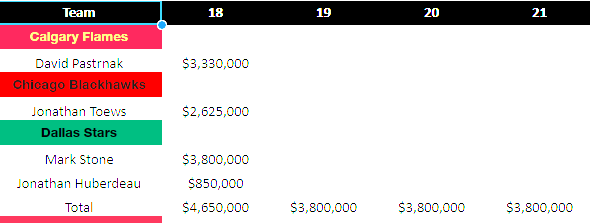 Team 18 19 20 21
Calgary Flames
David Pastrnak $3,330,000
Chicago Blackhawks
Jonathan Toews $2,625,000
Dallas Stars
Mark Stone $3,800,000
Jonathan Huberdeau $850,000
Total $4,650,000 $3,800,000 $3,800,000 $3,800,000